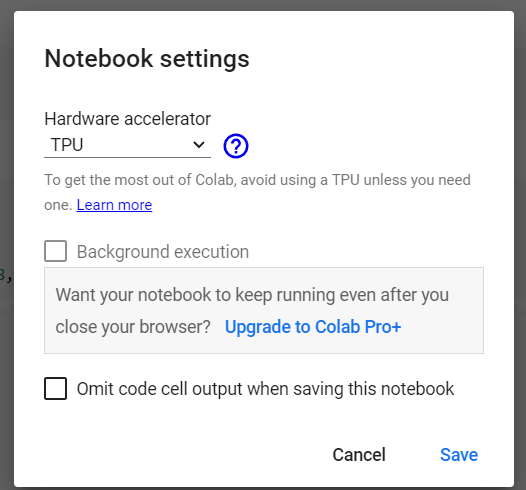 Notebook settings
Hardware accelerator
TPU
To get the most out of Colab, avoid using a TPU unless you need
one. Learn more
Background execution
Want your notebook to keep running even after you
close your browser? Upgrade to Colab Pro+
Omit code cell output when saving this notebook
Cancel Save